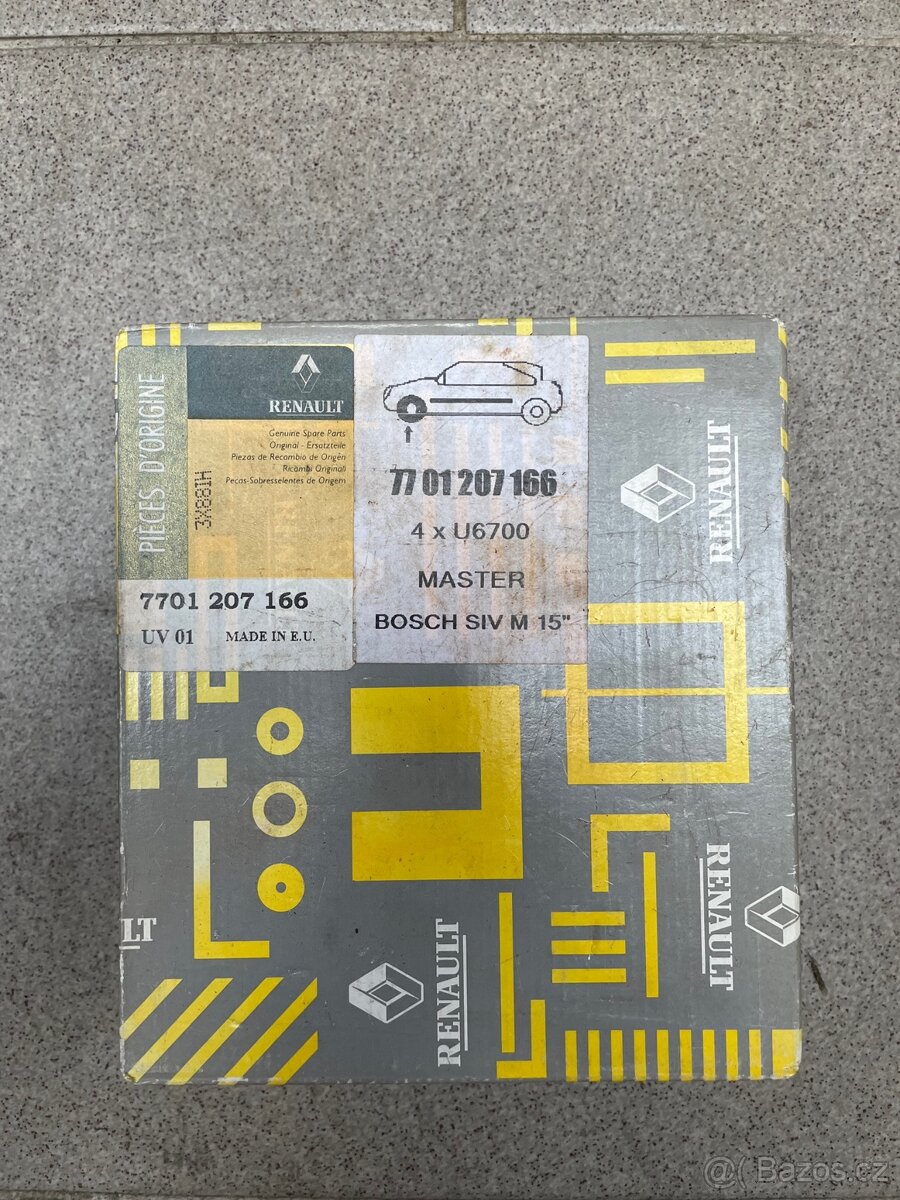 PIÈCES D'ORIGINE
RENAULT
Genuine Spare Parts
Original - Ersatzteile
Piezas de Recambio de Origen
Ricambi Originali
Pecas-Sobresselentes de Origem
3X88IH
7701 207 166
UV 01 MADE IN E.U.
77 01 207 166
4 x U6700
MASTER
BOSCH SIV M 15"
RENAULT
RENAULT
LT
RENAULT
@( Bazos.cz